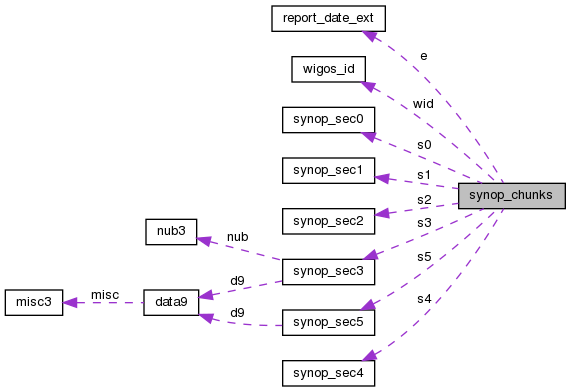 report_date_ext
e
wigos_id
wid
synop_sec0
s0
synop_sec1
s1
synop_chunks
synop_sec2
s2
nub3
nub
s3
synop_sec3
s5
misc3
misc
data9
d9
d9
synop_sec5
s4
synop_sec4